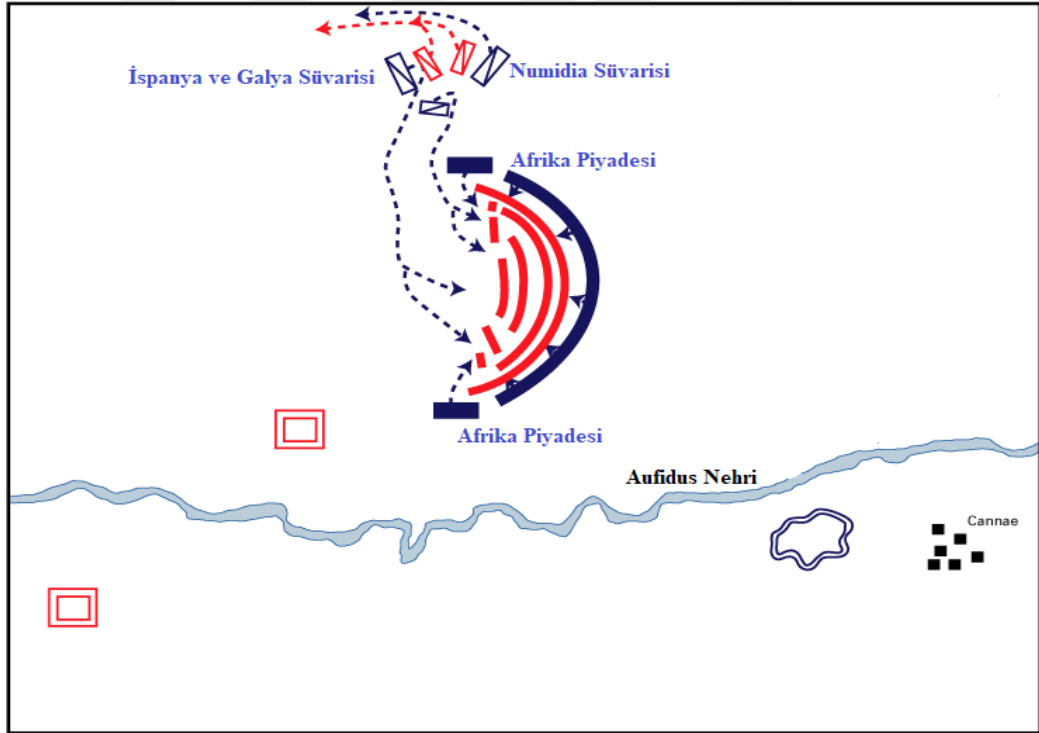 İspanya ve Galya Süvarisi
Numidia Süvarisi
Afrika Piyadesi
Afrika Piyadesi
Aufidus Nehri
Cannae